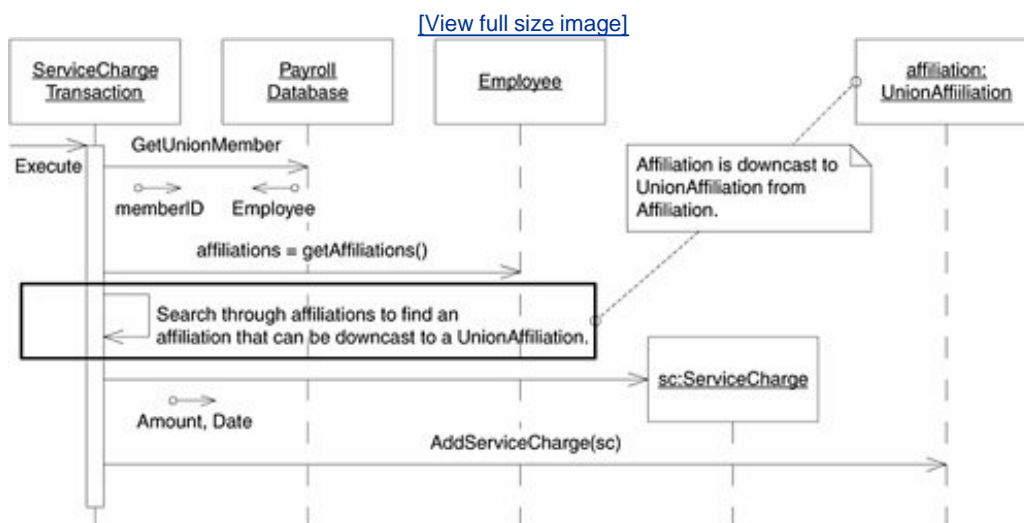 [View full size image]
ServiceCharge
Transaction
Payroll
Database
Employee
affiliation:
UnionAffiiliation
Execute
GetUnionMember
memberID
Employee
Affiliation is downcast to
UnionAffiliation from
Affiliation.
affiliations = getAffiliations()
Search through affiliations to find an
affiliation that can be downcast to a UnionAffiliation.
sc:ServiceCharge
Amount, Date
AddServiceCharge(sc)